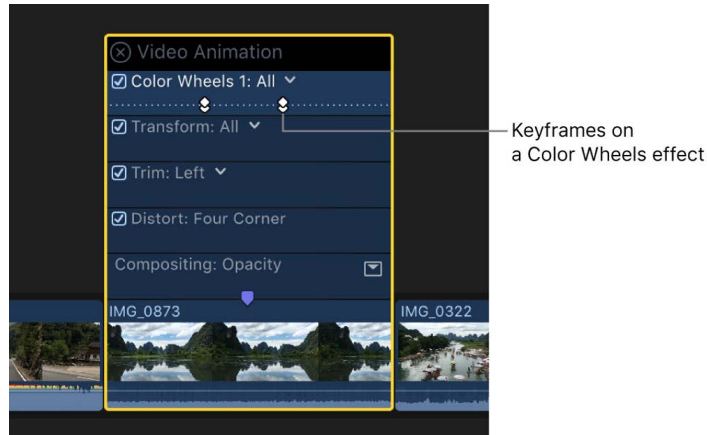 Video Animation
Color Wheels 1: All
Transform: All
Trim: Left
Distort: Four Corner
Compositing: Opacity
IMG_0873
IMG_0322
Keyframes on
a Color Wheels effect